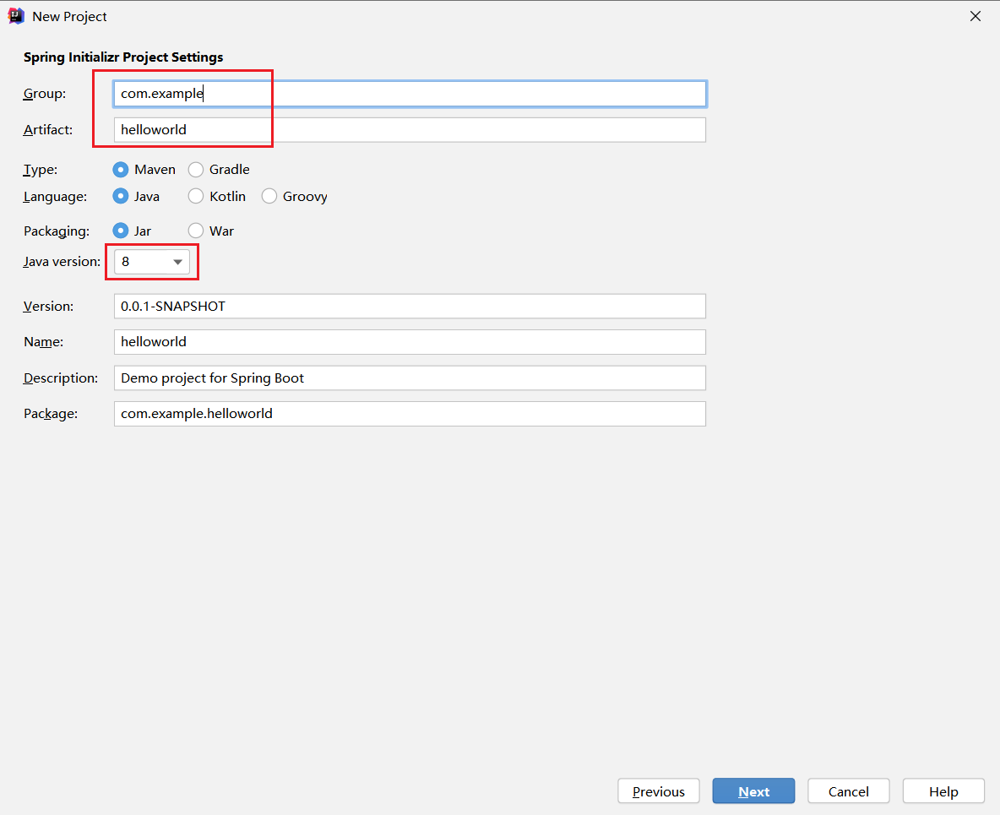 New Project
Spring Initializr Project Settings
Group: com.example
Artifact: helloworld
Type: Maven Gradle
Language: Java Kotlin Groovy
Packaging: Jar War
Java version: 8
Version: 0.0.1-SNAPSHOT
Name: helloworld
Description: Demo project for Spring Boot
Package: com.example.helloworld
Previous Next Cancel Help